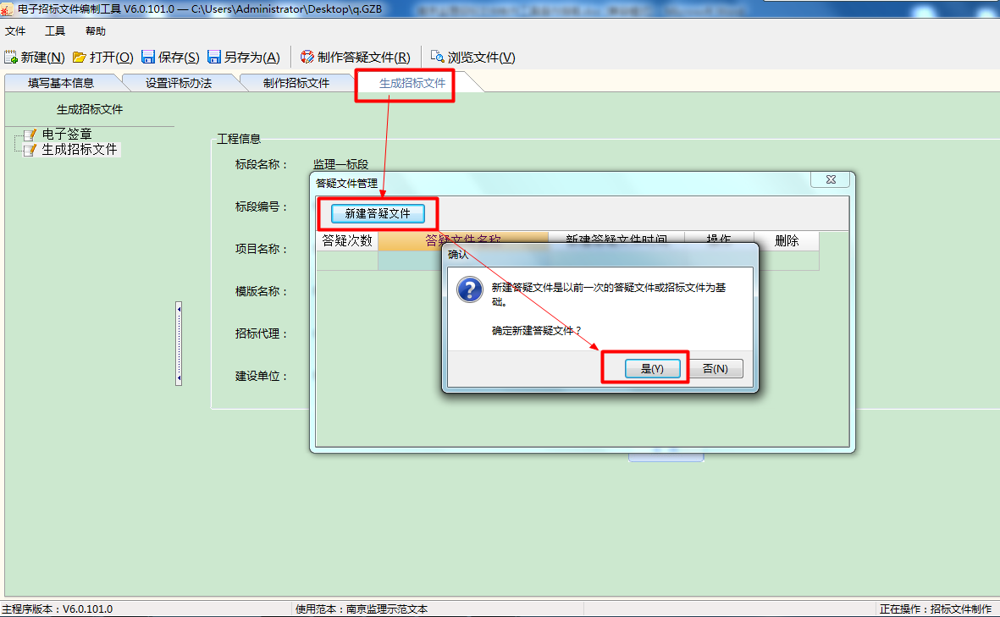 电子招标文件编制工具 V6.0.101.0 — C:\Users\Administrator\Desktop\q.GZB
文件 工具 帮助
新建(N) 打开(O) 保存(S) 另存为(A) 制作答疑文件(R) 浏览文件(V)
填写基本信息 设置评标办法 制作招标文件 生成招标文件
生成招标文件
电子签章
生成招标文件
工程信息
标段名称： 监理一标段
标段编号：
项目名称：
模版名称：
招标代理：
建设单位：
答疑文件管理
新建答疑文件
答疑次数 答疑文件名称 新建答疑文件时间 操作 删除
确认
新建答疑文件是以前一次的答疑文件或招标文件为基
础。
确定新建答疑文件？
是(Y) 否(N)
主程序版本：V6.0.101.0 使用范本：南京监理示范文本 正在操作：招标文件制作